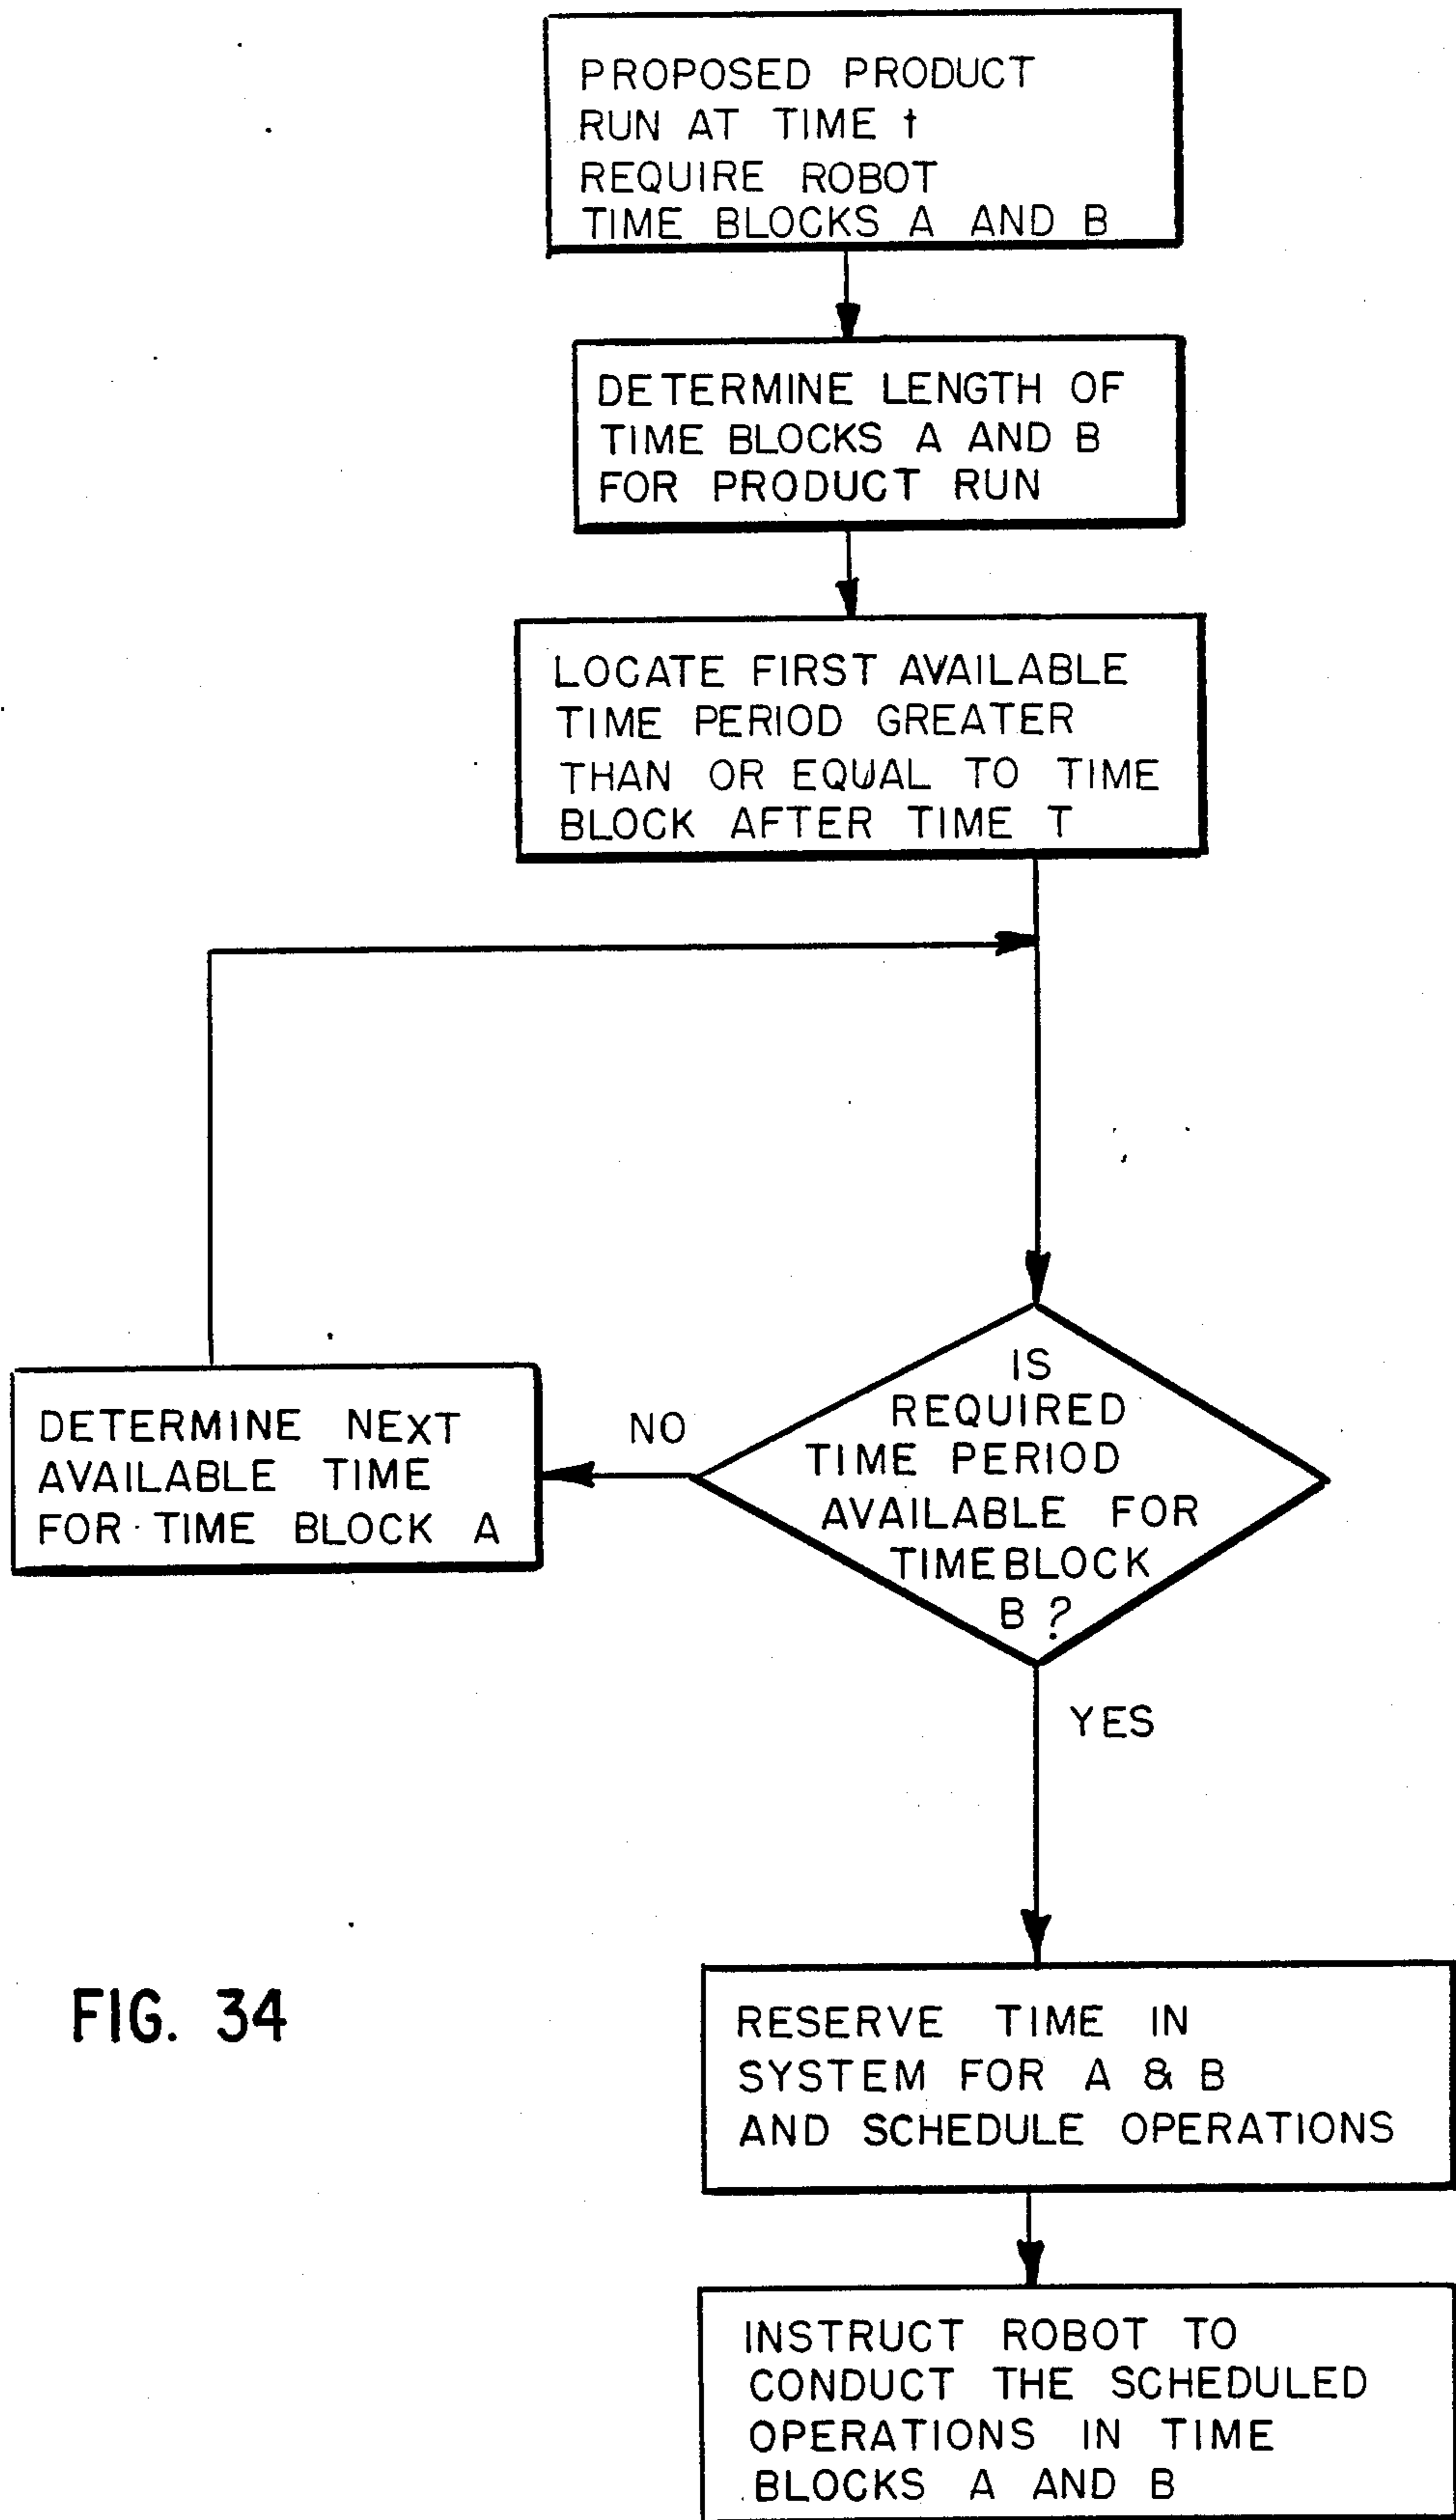 PROPOSED PRODUCT
RUN AT TIME t
REQUIRE ROBOT
TIME BLOCKS A AND B
DETERMINE LENGTH OF
TIME BLOCKS A AND B
FOR PRODUCT RUN
LOCATE FIRST AVAILABLE
TIME PERIOD GREATER
THAN OR EQUAL TO TIME
BLOCK AFTER TIME T
IS
REQUIRED
TIME PERIOD
AVAILABLE FOR
TIMEBLOCK
B?
NO
DETERMINE NEXT
AVAILABLE TIME
FOR TIME BLOCK A
YES
RESERVE TIME IN
SYSTEM FOR A & B
AND SCHEDULE OPERATIONS
INSTRUCT ROBOT TO
CONDUCT THE SCHEDULED
OPERATIONS IN TIME
BLOCKS A AND B
FIG. 34